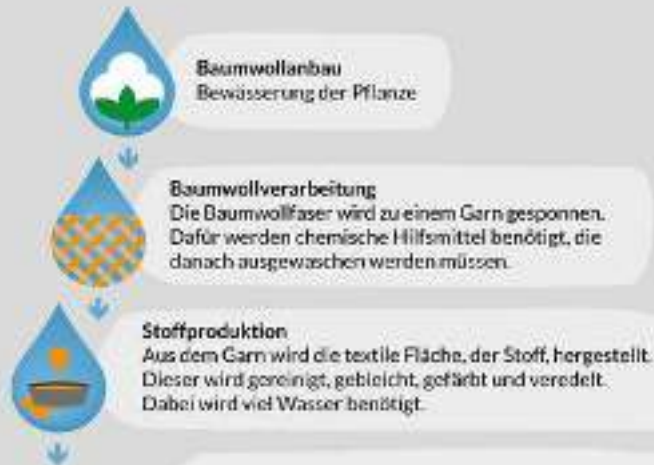 Baumwollanbau
Bewässerung der Pflanze
Baumwollverarbeitung
Die Baumwollfaser wird zu einem Garn gesponnen.
Dafür werden chemische Hilfsmittel benötigt, die
danach ausgewaschen werden müssen.
Stoffproduktion
Aus dem Garn wird die textile Fläche, der Stoff, hergestellt.
Dieser wird gereinigt, gebleicht, gefärbt und veredelt.
Dabei wird viel Wasser benötigt.